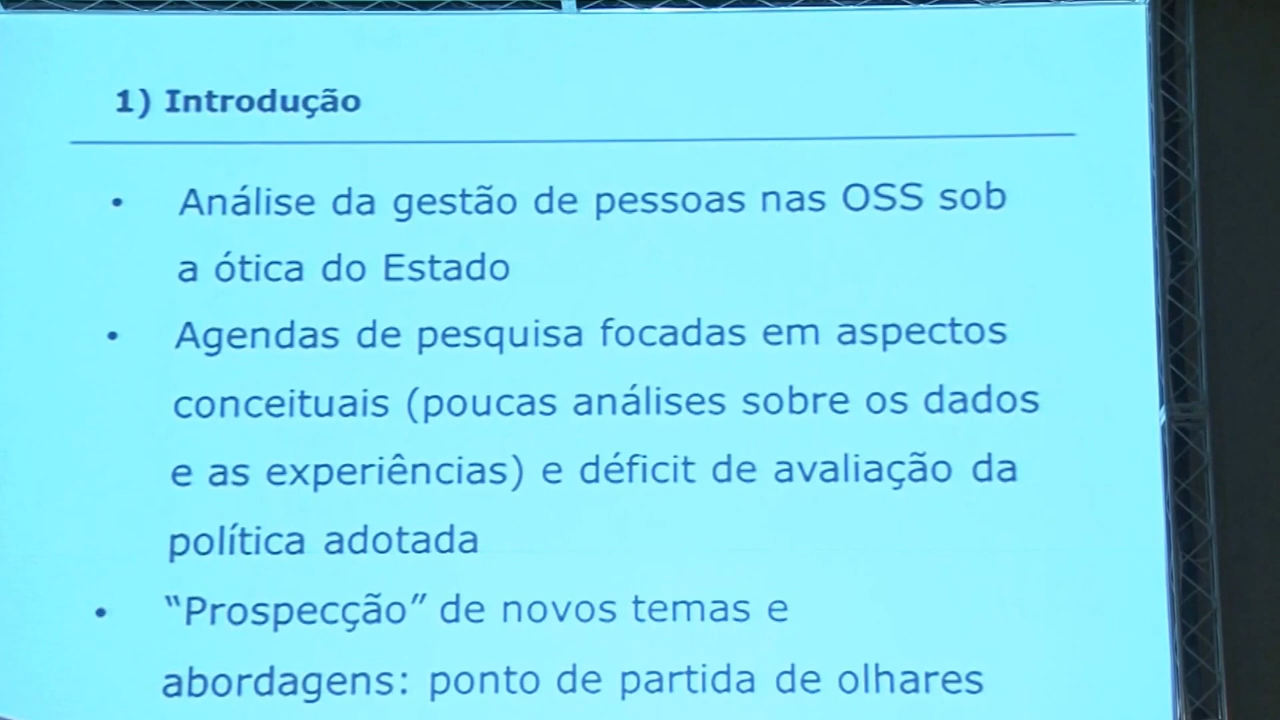 1) Introdução
• Análise da gestão de pessoas nas OSS sob
a ótica do Estado
• Agendas de pesquisa focadas em aspectos
conceituais (poucas análises sobre os dados
e as experiências) e déficit de avaliação da
política adotada
• “Prospecção” de novos temas e
abordagens: ponto de partida de olhares